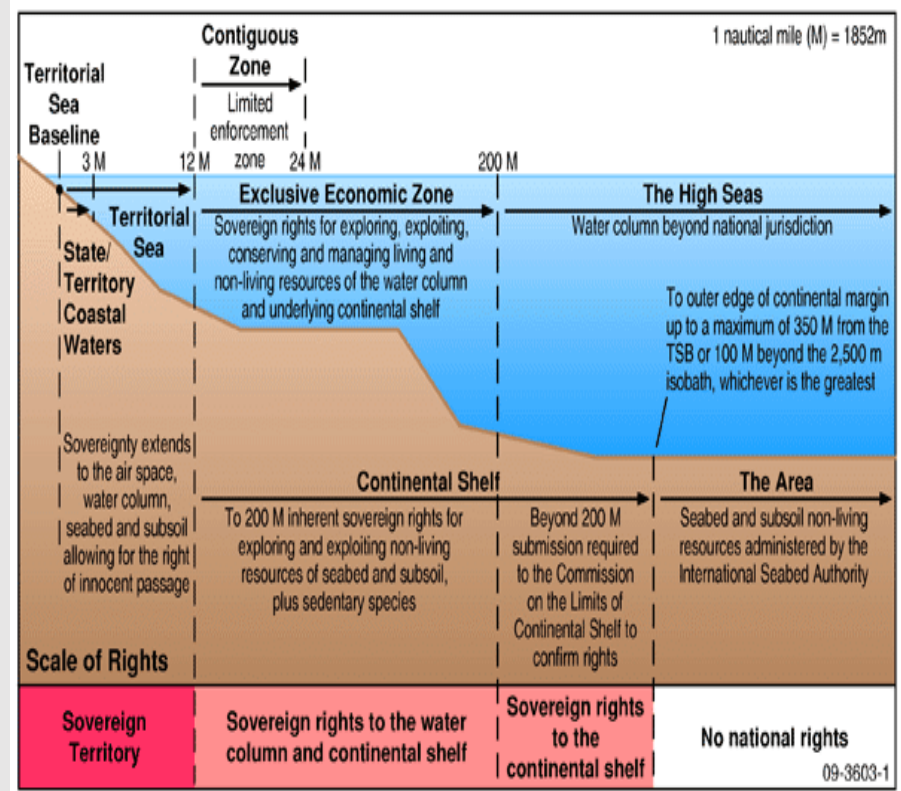 1 nautical mile (M) = 1852m
Contiguous
Zone
Limited
enforcement
zone
Territorial
Sea
Baseline
3 M
12 M
24 M
200 M
Territorial
Sea
State/
Territory
Coastal
Waters
Exclusive Economic Zone
Sovereign rights for exploring, exploiting,
conserving and managing living and
non-living resources of the water column
and underlying continental shelf
The High Seas
Water column beyond national jurisdiction
To outer edge of continental margin
up to a maximum of 350 M from the
TSB or 100 M beyond the 2,500 m
isobath, whichever is the greatest
Sovereignty extends
to the air space,
water column,
seabed and subsoil
allowing for the right
of innocent passage
Continental Shelf
To 200 M inherent sovereign rights for
exploring and exploiting non-living
resources of seabed and subsoil,
plus sedentary species
Beyond 200 M
submission required
to the Commission
on the Limits of
Continental Shelf to
confirm rights
The Area
Seabed and subsoil non-living
resources administered by the
International Seabed Authority
Scale of Rights
Sovereign
Territory
Sovereign rights to the water
column and continental shelf
Sovereign rights
to the
continental shelf
No national rights
09-3603-1